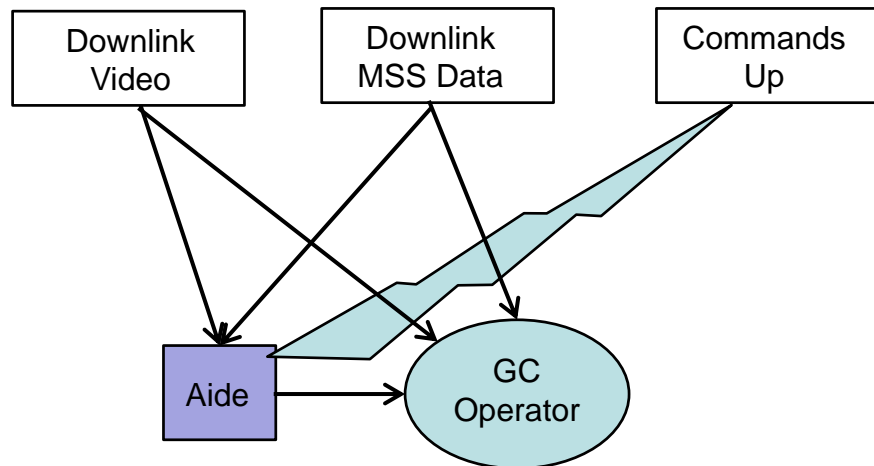 Downlink
Video
Downlink
MSS Data
Commands
Up
Aide
GC
Operator